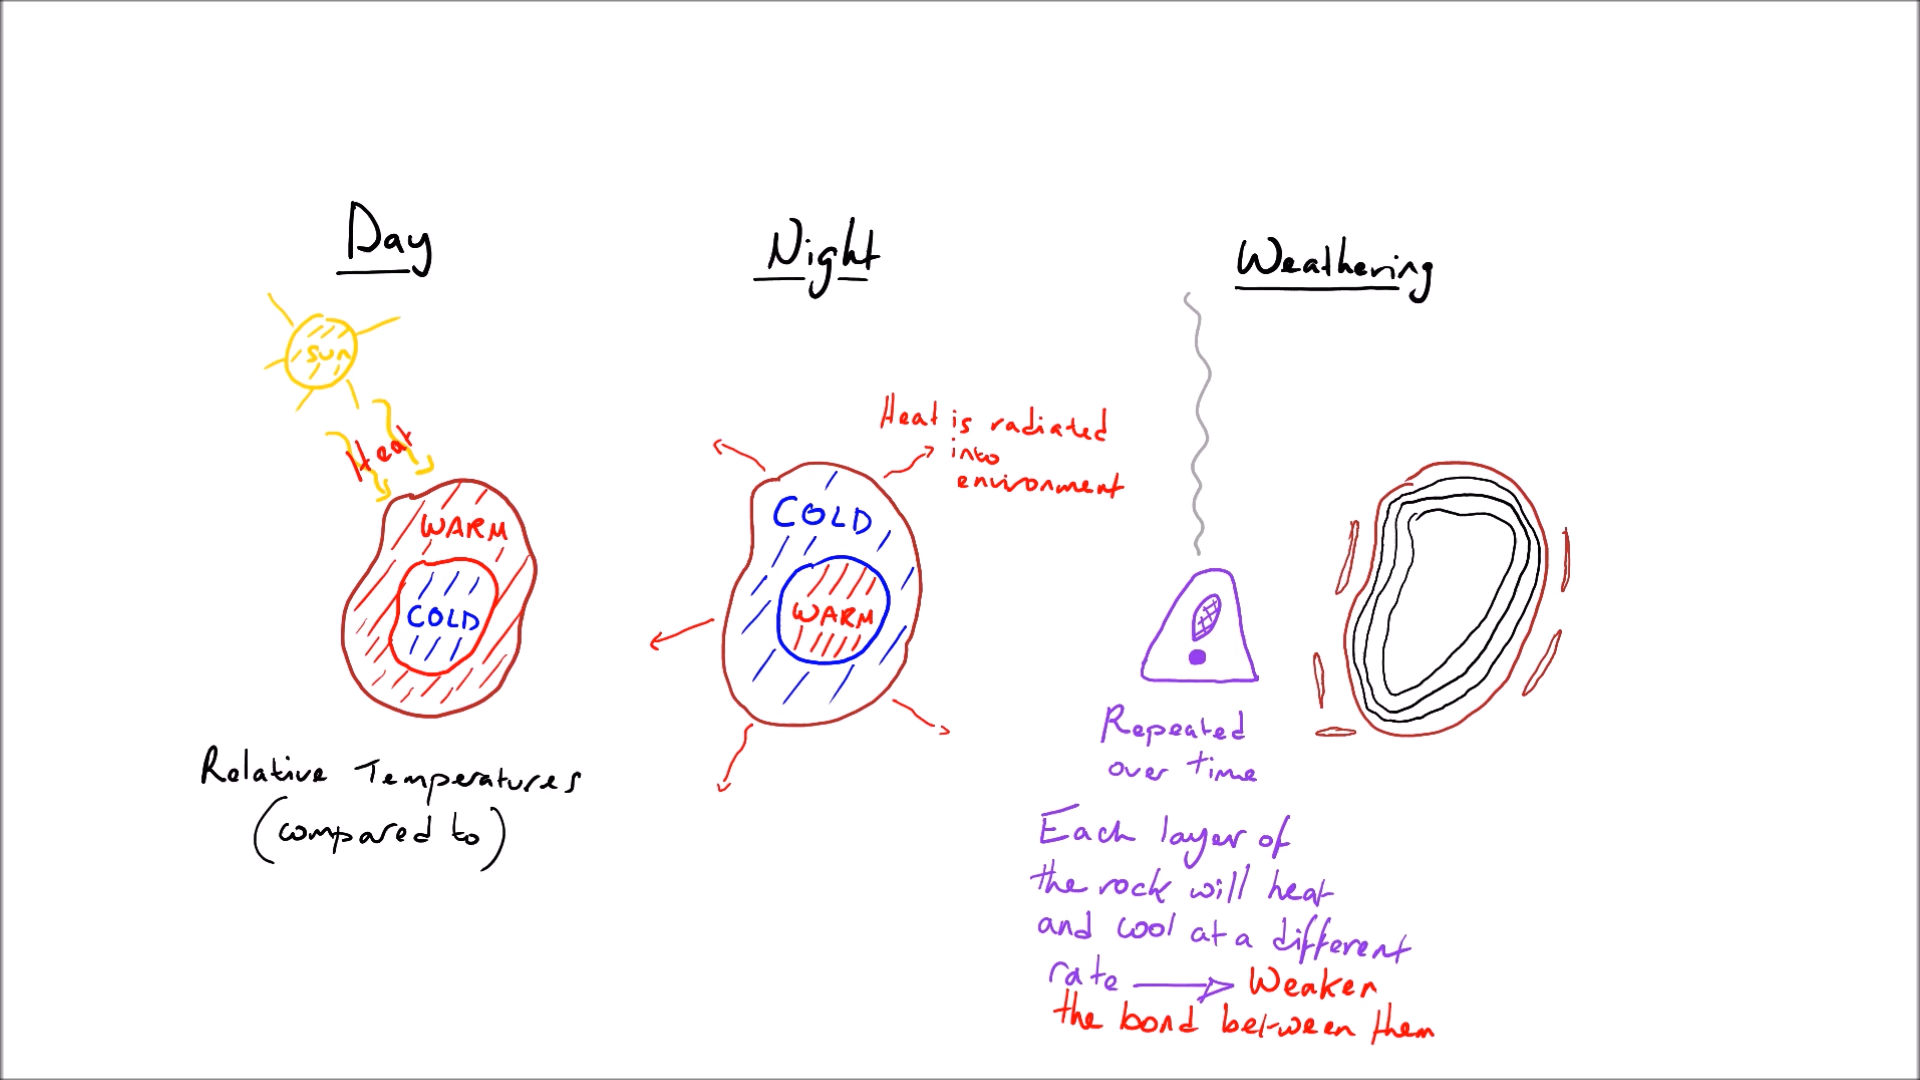 Day
Night
Weathering
sun
Heat
Heat is radiated
into
environment
WARM
COLD
COLD
WARM
Relative Temperatures
(compared to)
Repeated
over time
Each layer of
the rock will heat
and cool at a different
rate Weaken
the bond between them